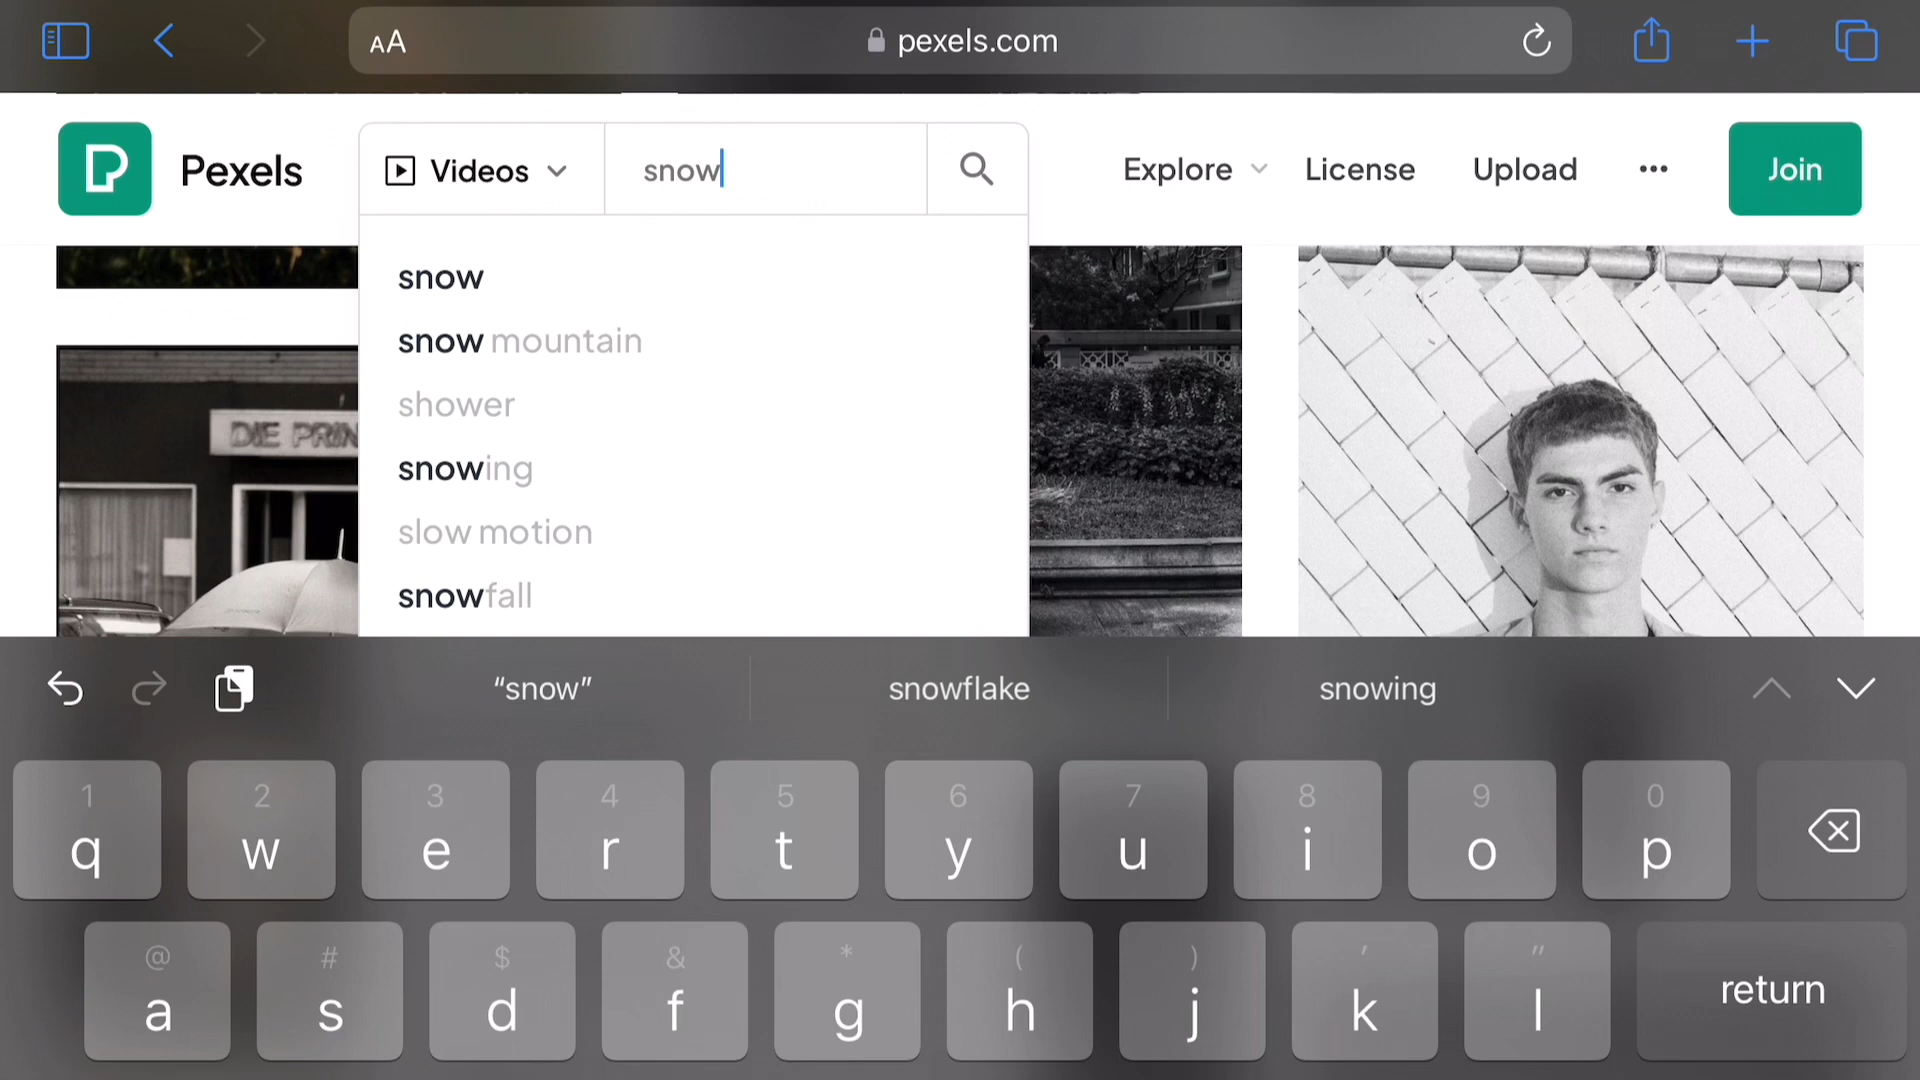 AA pexels.com
Pexels Videos snow Explore License Upload ••• Join
snow
snow mountain
shower
snowing
slow motion
snowfall
DIE PRIN
“snow” snowflake snowing
1 2 3 4 5 6 7 8 9 0
q w e r t y u i o p
@ # $ & * ( ) ' "
a s d f g h j k l return